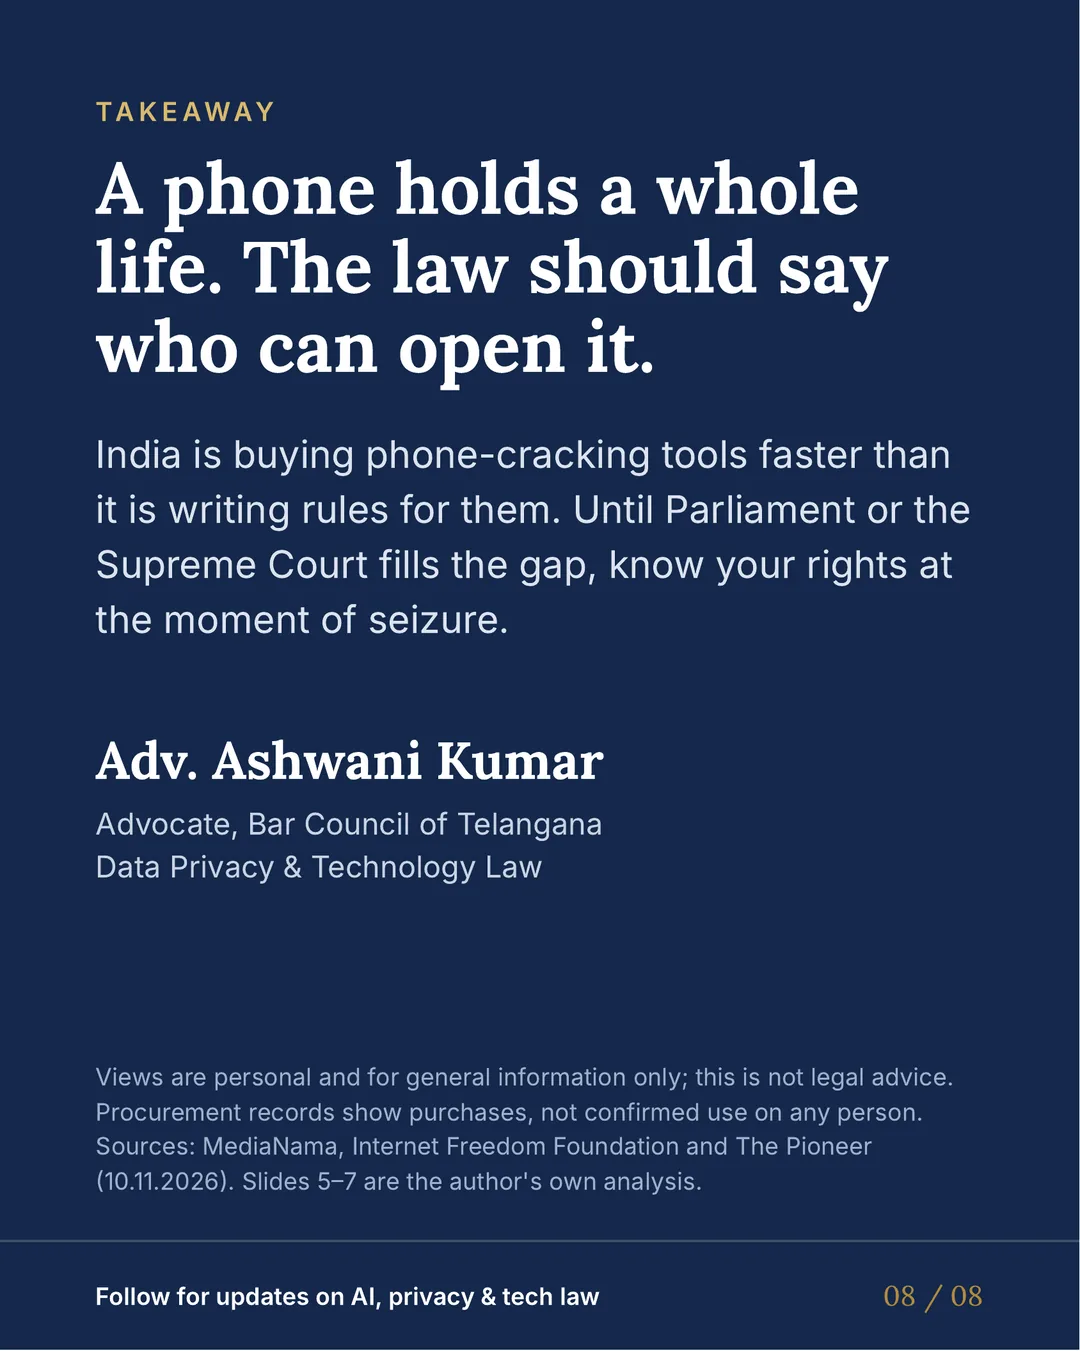 TAKEAWAY
A phone holds a whole
life. The law should say
who can open it.
India is buying phone-cracking tools faster than
it is writing rules for them. Until Parliament or the
Supreme Court fills the gap, know your rights at
the moment of seizure.
Adv. Ashwani Kumar
Advocate, Bar Council of Telangana
Data Privacy & Technology Law
Views are personal and for general information only; this is not legal advice.
Procurement records show purchases, not confirmed use on any person.
Sources: MediaNama, Internet Freedom Foundation and The Pioneer
(10.11.2026). Slides 5–7 are the author's own analysis.
Follow for updates on AI, privacy & tech law
08 / 08